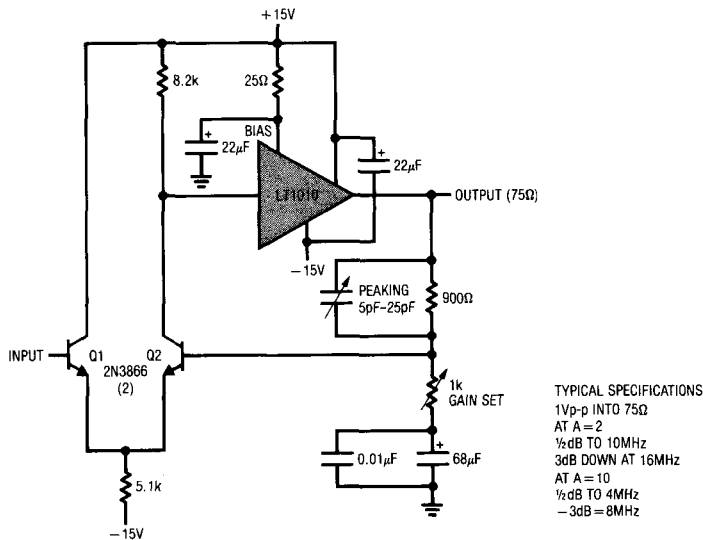 +15V
8.2k
25Ω
BIAS
22μF
22μF
LT1010
OUTPUT (75Ω)
−15V
PEAKING
5pF–25pF
900Ω
INPUT
Q1
Q2
2N3866
(2)
1k
GAIN SET
0.01μF
68μF
5.1k
−15V
TYPICAL SPECIFICATIONS
1Vp-p INTO 75Ω
AT A=2
½dB TO 10MHz
3dB DOWN AT 16MHz
AT A=10
½dB TO 4MHz
−3dB=8MHz